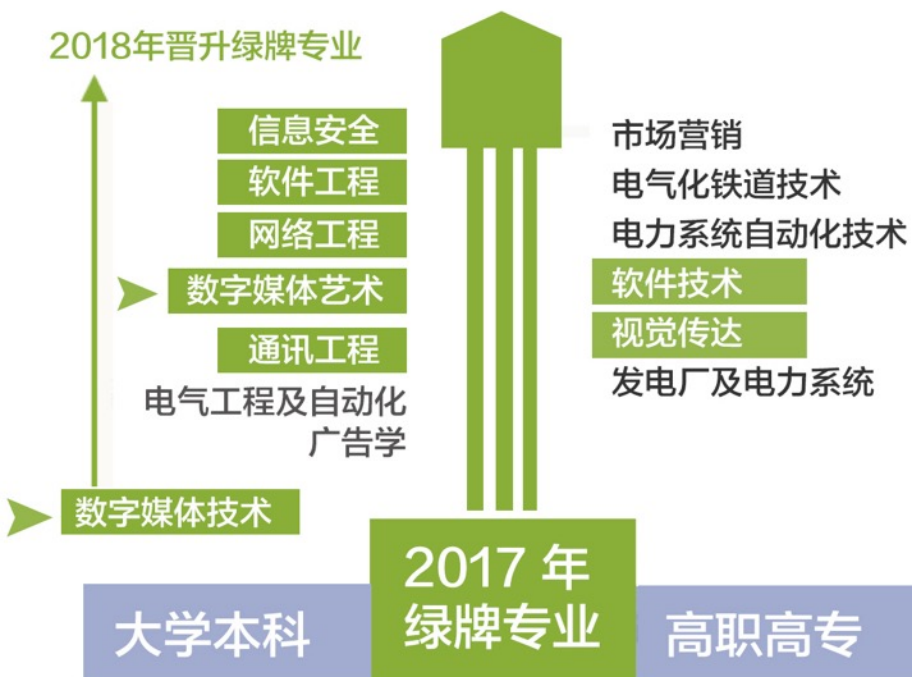 2018年晋升绿牌专业
信息安全
软件工程
网络工程
数字媒体艺术
通讯工程
电气工程及自动化
广告学
数字媒体技术
市场营销
电气化铁道技术
电力系统自动化技术
软件技术
视觉传达
发电厂及电力系统
大学本科
2017 年
绿牌专业
高职高专